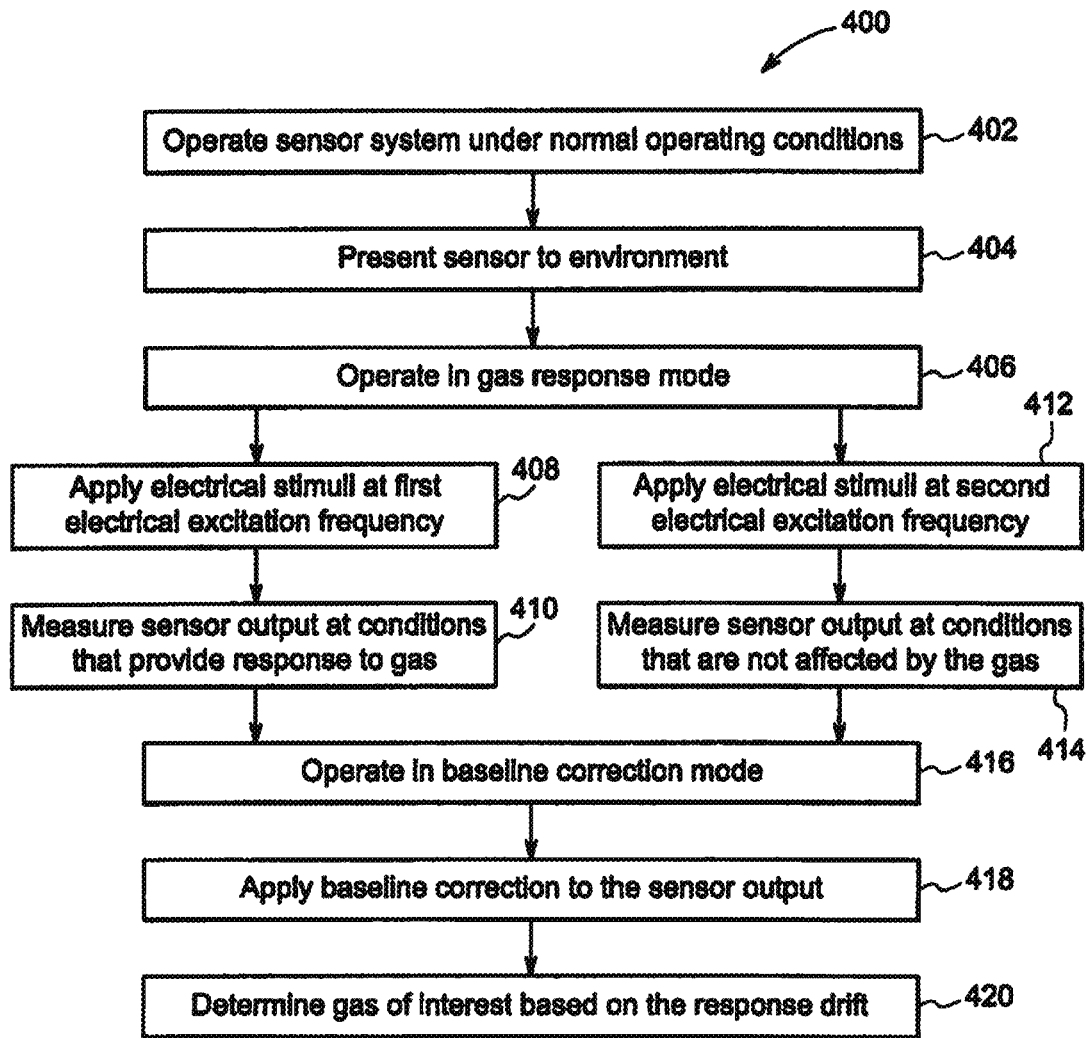 400
Operate sensor system under normal operating conditions
402
Present sensor to environment
404
Operate in gas response mode
406
412
Apply electrical stimuli at first
electrical excitation frequency
408
Apply electrical stimuli at second
electrical excitation frequency
Measure sensor output at conditions
that provide response to gas
410
Measure sensor output at conditions
that are not affected by the gas
414
Operate in baseline correction mode
416
Apply baseline correction to the sensor output
418
Determine gas of interest based on the response drift
420